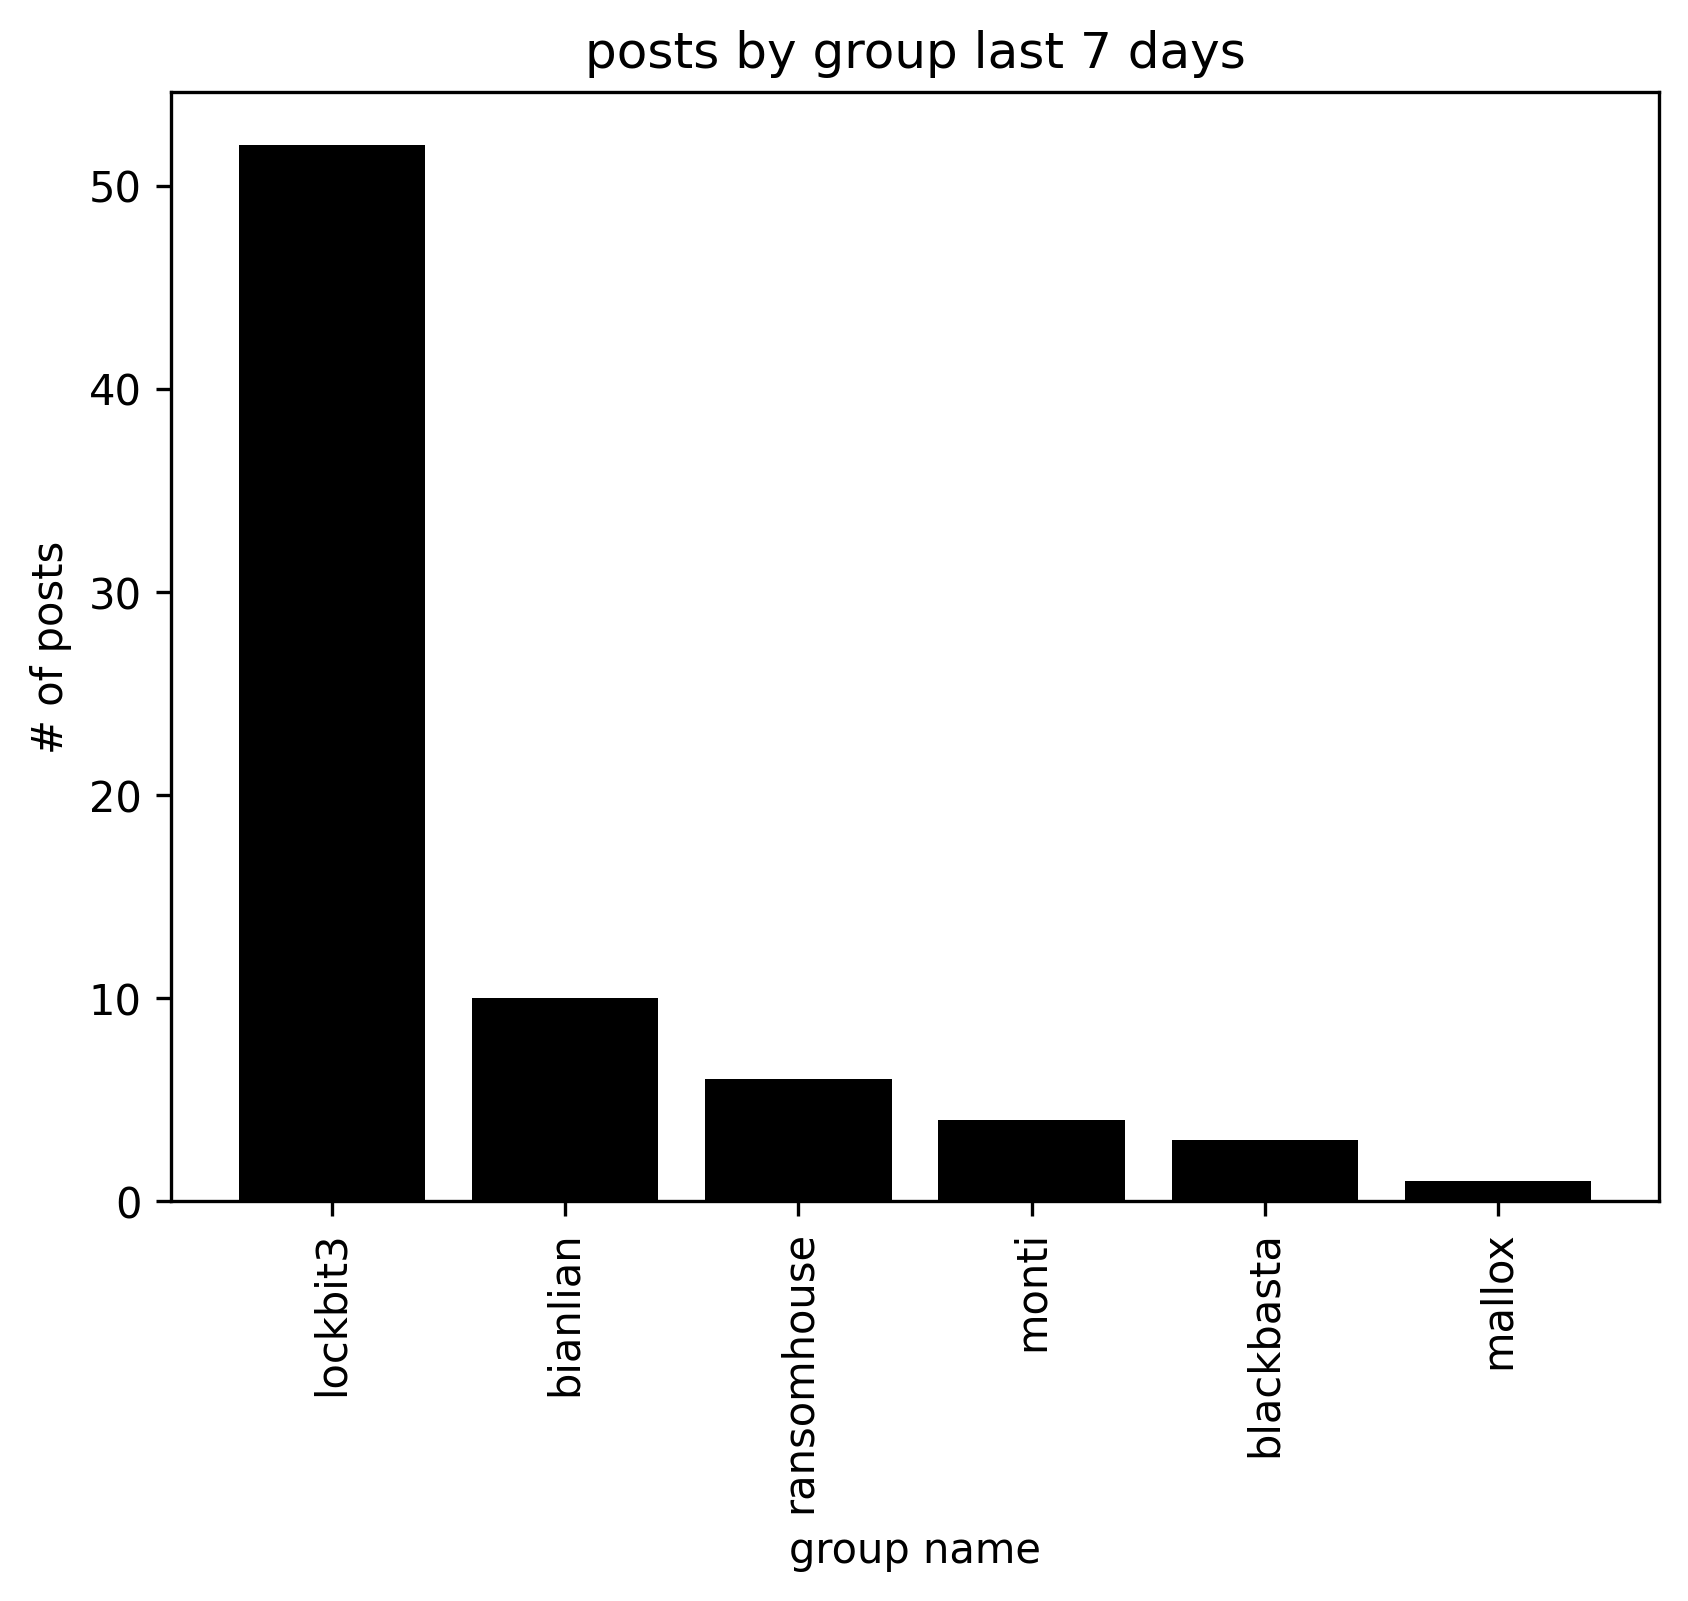 posts by group last 7 days
# of posts
50
40
30
20
10
0
lockbit3
bianlian
ransomhouse
monti
blackbasta
mallox
group name